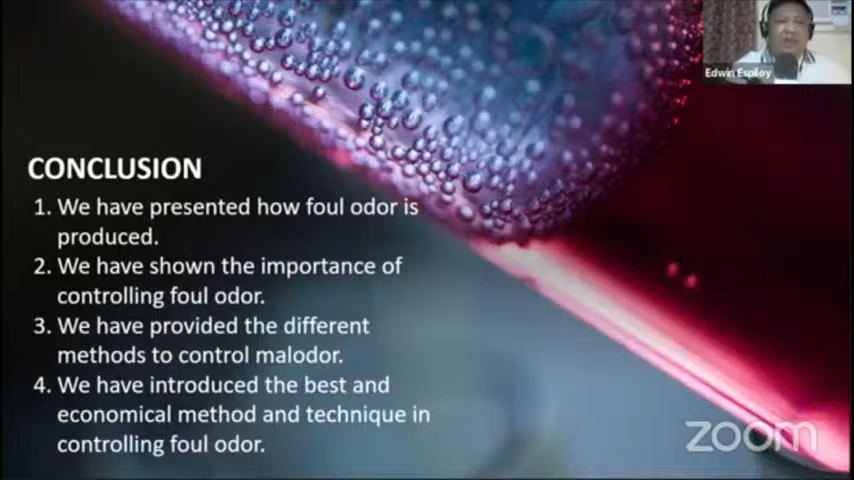 Edwin Espiloy
CONCLUSION
1. We have presented how foul odor is
produced.
2. We have shown the importance of
controlling foul odor.
3. We have provided the different
methods to control malodor.
4. We have introduced the best and
economical method and technique in
controlling foul odor.
zoom